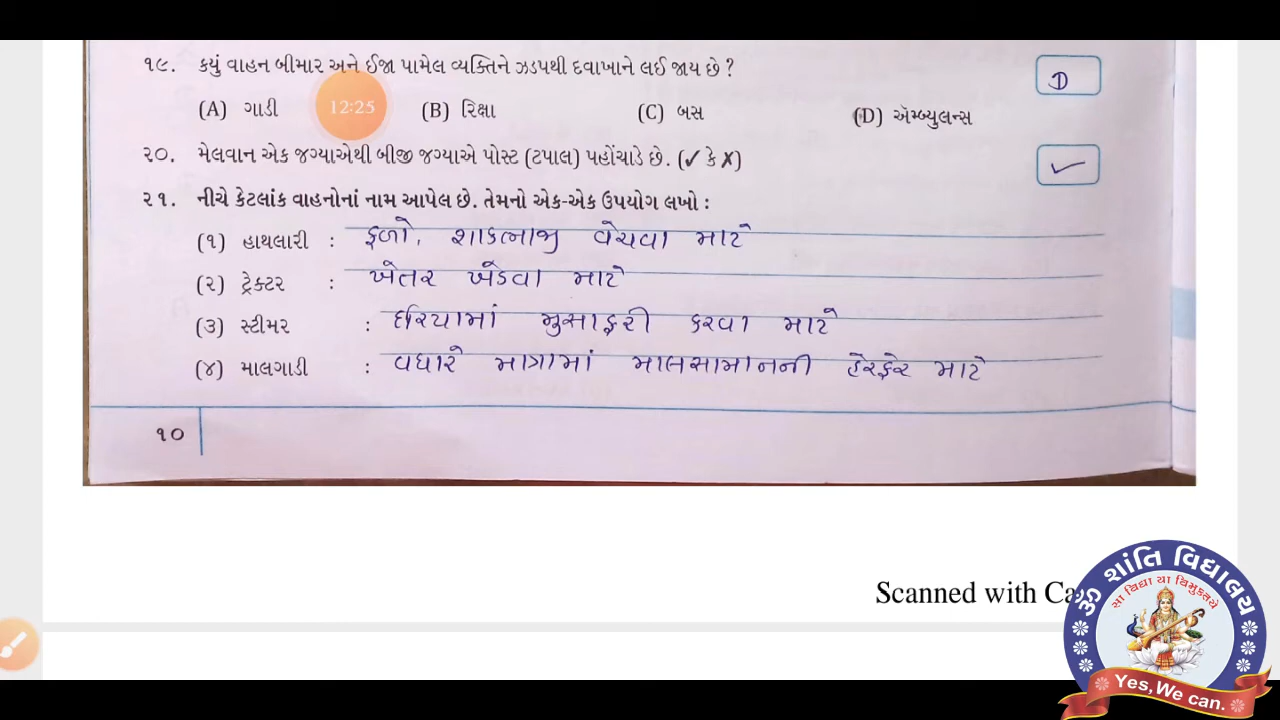 ૧૯. કયું વાહન બીમાર અને ઈજા પામેલ વ્યક્તિને ઝડપથી દવાખાને લઈ જાય છે ? D
(A) ગાડી 12:25 (B) રિક્ષા (C) બસ (D) ઍમ્બ્યુલન્સ
૨૦. મેલવાન એક જગ્યાએથી બીજી જગ્યાએ પોસ્ટ (ટપાલ) પહોંચાડે છે. (✓ કે ✗) ✓
૨૧. નીચે કેટલાંક વાહનોનાં નામ આપેલ છે. તેમનો એક-એક ઉપયોગ લખો :
(૧) હાથલારી : ફળો, શાકભાજી વેચવા માટે
(૨) ટ્રેક્ટર : ખેતર ખેડવા માટે
(૩) સ્ટીમર : દરિયામાં મુસાફરી કરવા માટે
(૪) માલગાડી : વધારે માત્રામાં માલસામાનની હેરફેર માટે
૧૦
Scanned with Ca
ૐ શાંતિ વિદ્યાલય
સા વિદ્યા યા વિમુક્તયે
Yes, We can.